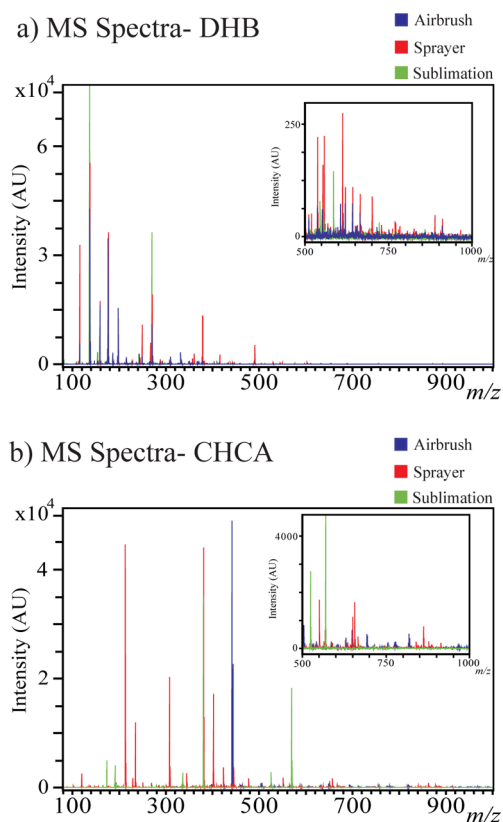 a) MS Spectra- DHB
Airbrush
Sprayer
Sublimation
x10⁴
6
3
0
Intensity (AU)
100 300 500 700 900
m/z
250
0
Intensity (AU)
500 750 1000
m/z
b) MS Spectra- CHCA
Airbrush
Sprayer
Sublimation
x10⁴
4
2
0
Intensity (AU)
100 300 500 700 900
m/z
4000
0
Intensity (AU)
500 750 1000
m/z